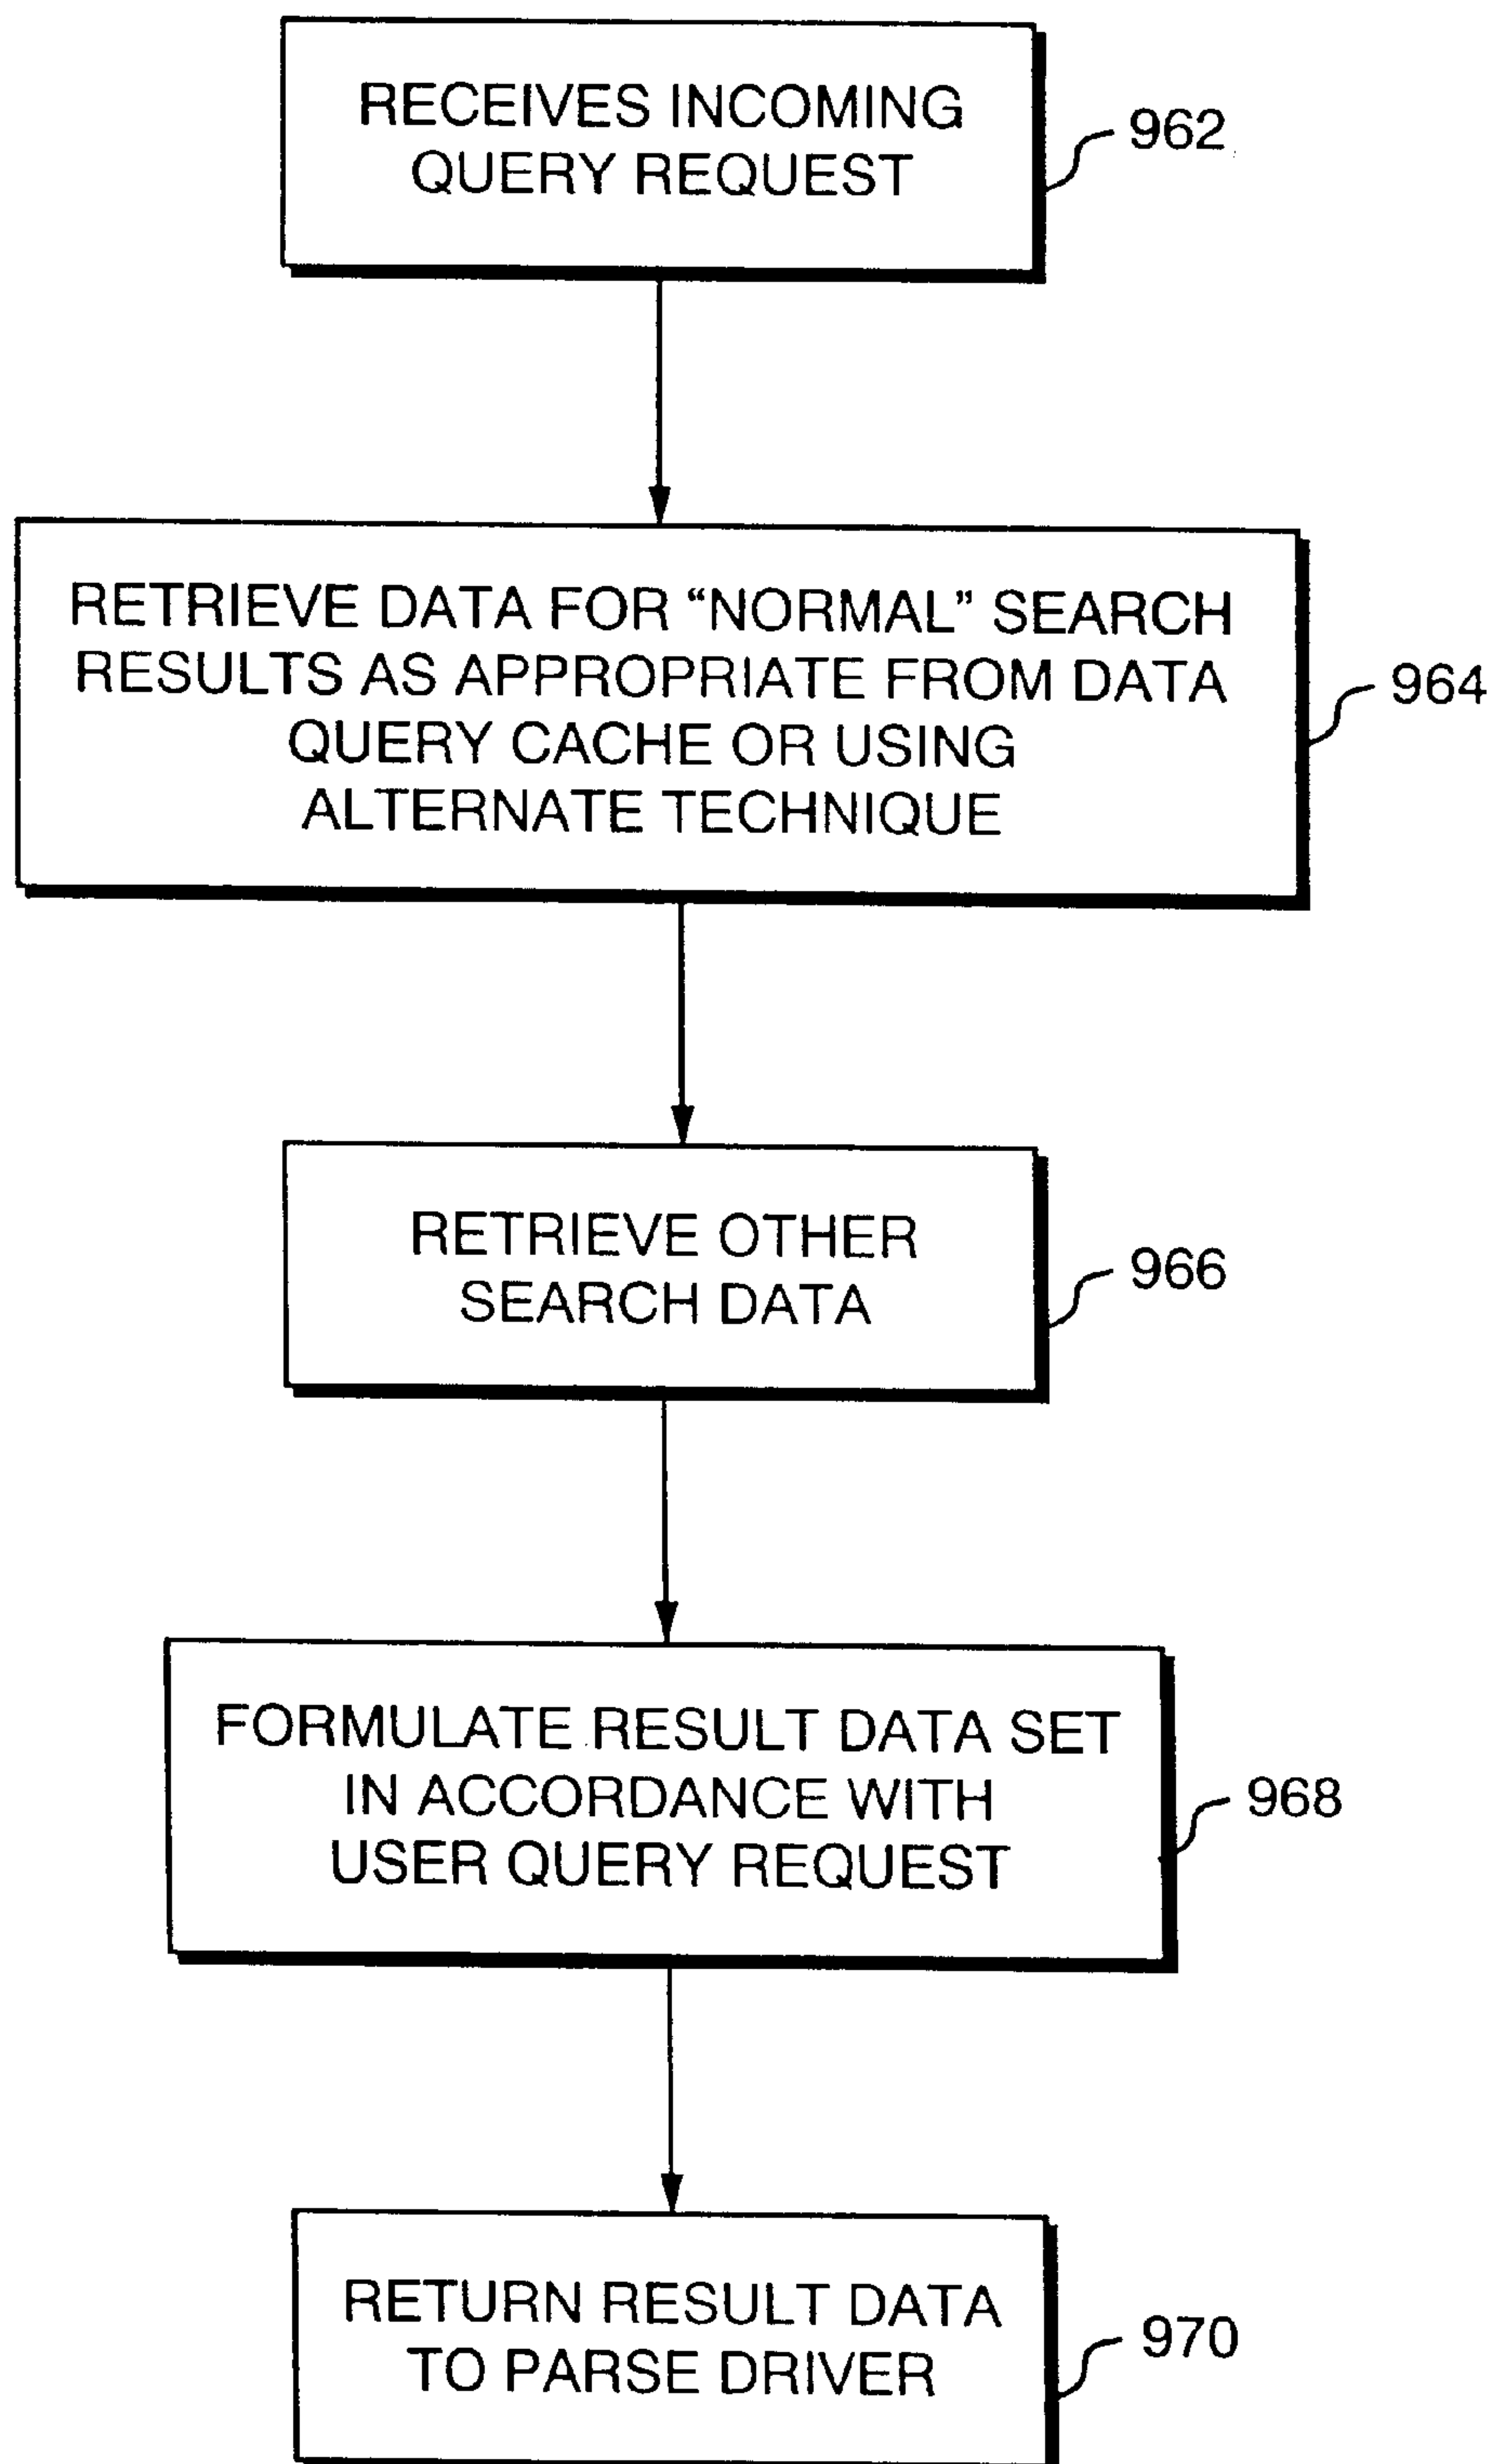 RECEIVES INCOMING
QUERY REQUEST
962
RETRIEVE DATA FOR “NORMAL” SEARCH
RESULTS AS APPROPRIATE FROM DATA
QUERY CACHE OR USING
ALTERNATE TECHNIQUE
964
RETRIEVE OTHER
SEARCH DATA
966
FORMULATE RESULT DATA SET
IN ACCORDANCE WITH
USER QUERY REQUEST
968
RETURN RESULT DATA
TO PARSE DRIVER
970